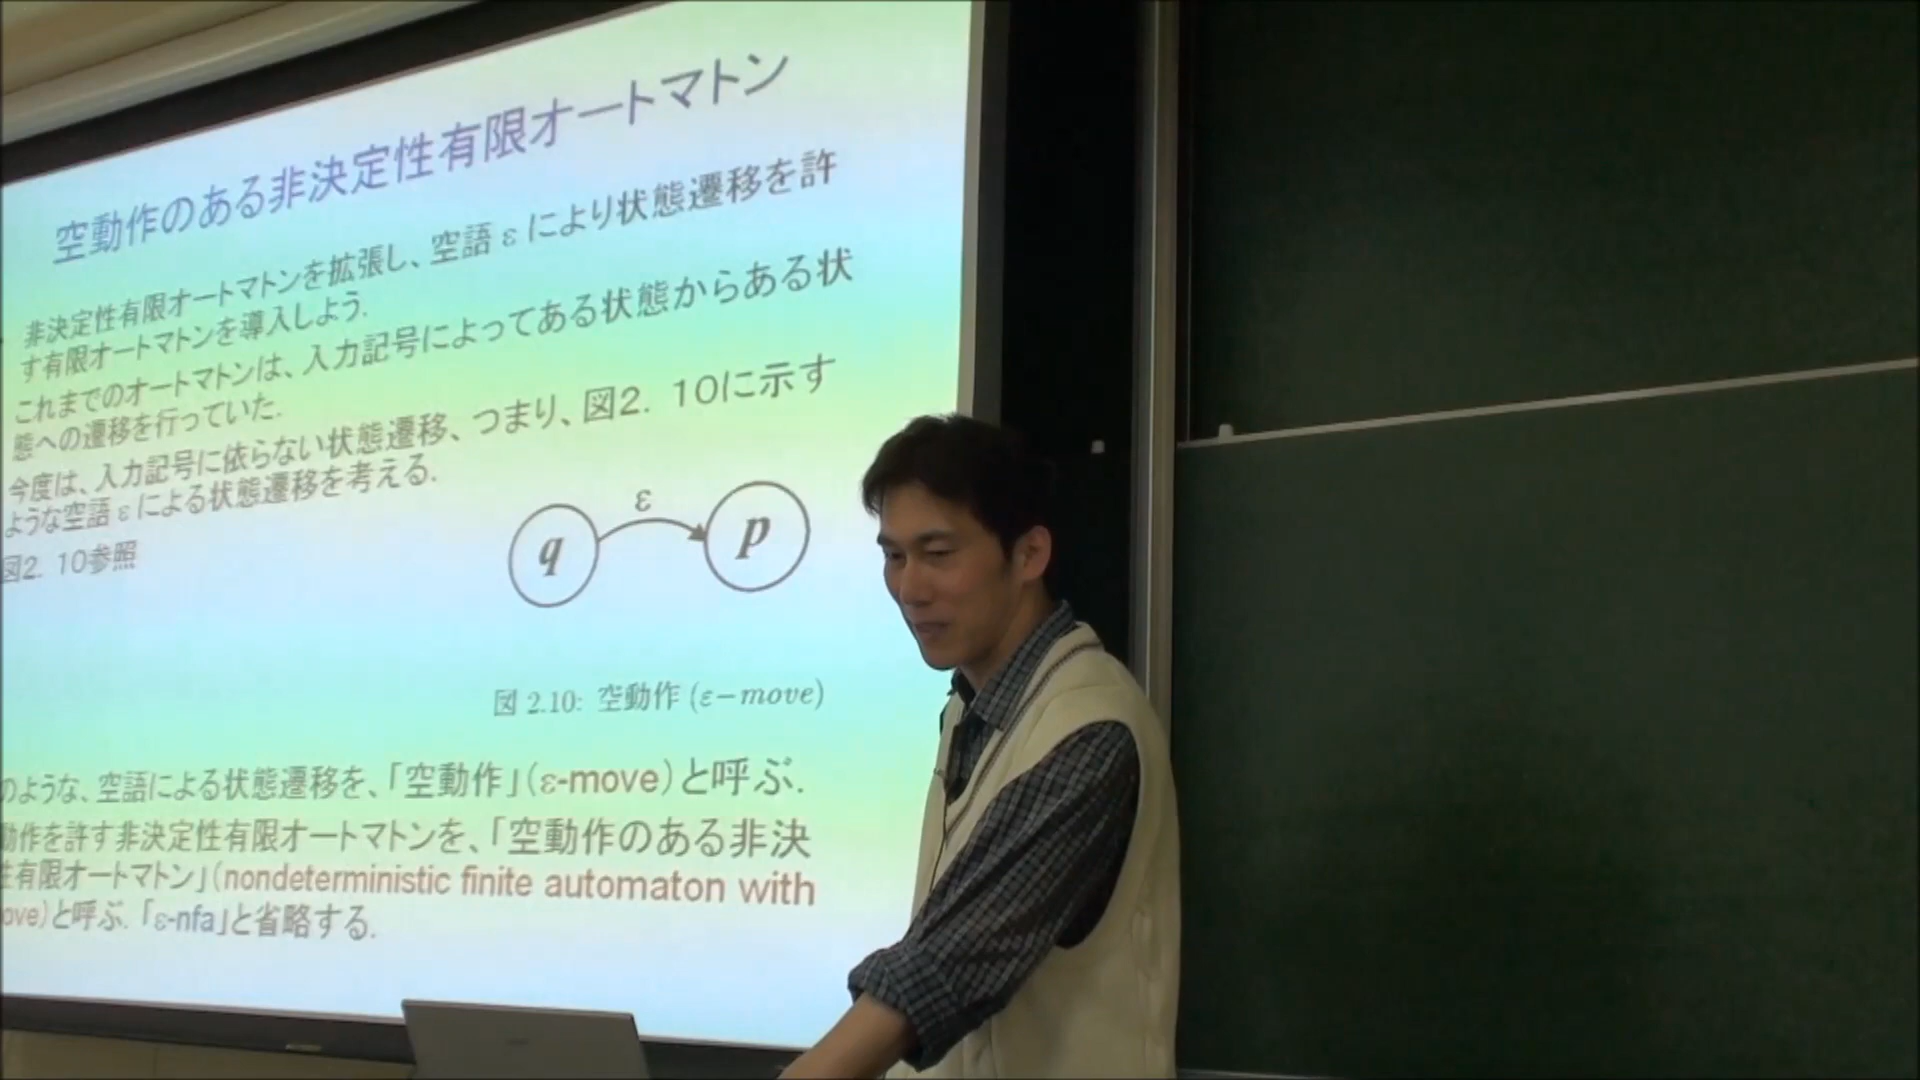 空動作のある非決定性有限オートマトン
非決定性有限オートマトンを拡張し、空語 ε により状態遷移を許
す有限オートマトンを導入しよう.
これまでのオートマトンは、入力記号によってある状態からある状
態への遷移を行っていた.
今度は、入力記号に依らない状態遷移、つまり、図2. 10に示す
ような空語 ε による状態遷移を考える.
図2. 10参照
ε
q
p
図 2.10: 空動作 (ε−move)
のような、空語による状態遷移を、「空動作」(ε-move)と呼ぶ.
動作を許す非決定性有限オートマトンを、「空動作のある非決
性有限オートマトン」(nondeterministic finite automaton with
ove)と呼ぶ. 「ε-nfa」と省略する.